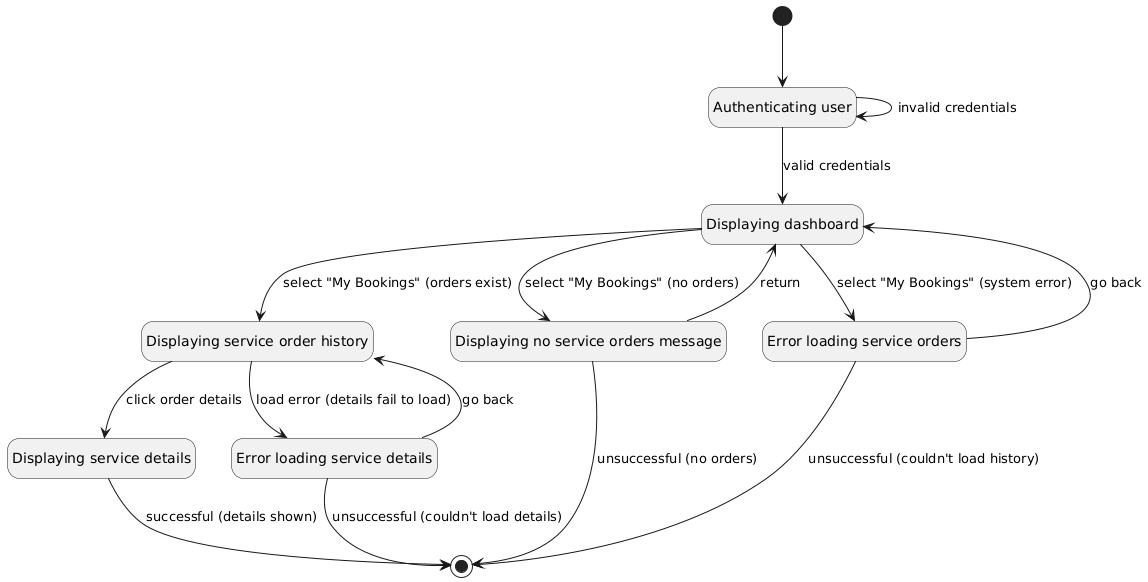 Authenticating user
invalid credentials
valid credentials
Displaying dashboard
select "My Bookings" (orders exist)
select "My Bookings" (no orders)
return
select "My Bookings" (system error)
go back
Displaying service order history
Displaying no service orders message
Error loading service orders
click order details
load error (details fail to load)
go back
Displaying service details
Error loading service details
unsuccessful (no orders)
unsuccessful (couldn't load history)
successful (details shown)
unsuccessful (couldn't load details)